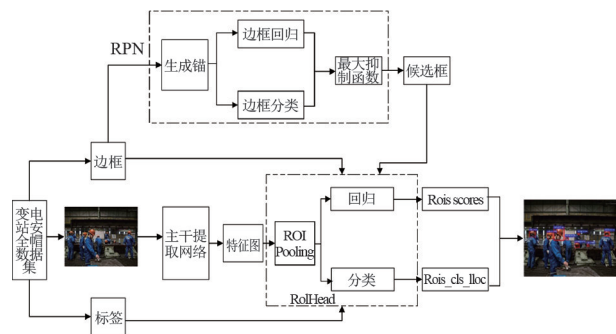 RPN
生成锚
边框回归
边框分类
最大抑
制函数
候选框
边框
变电
站安
全帽
数据
集
主干提
取网络
特征图
ROI
Pooling
回归
分类
RoIHead
Rois scores
Rois_cls_lloc
标签